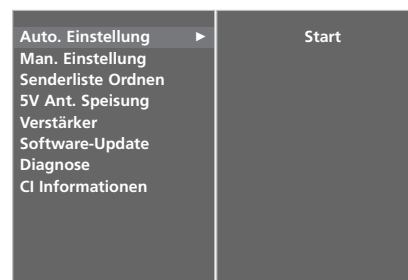 Auto. Einstellung ► Start
Man. Einstellung
Senderliste Ordnen
5V Ant. Speisung
Verstärker
Software-Update
Diagnose
CI Informationen